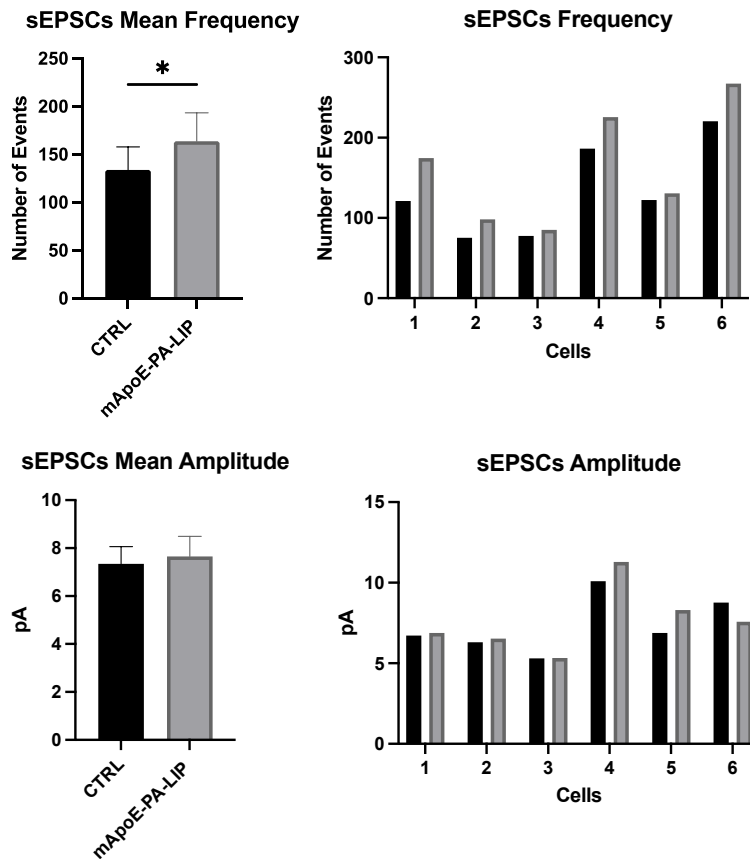 sEPSCs Mean Frequency
Number of Events
250
200
150
100
50
0
*
CTRL
mApoE-PA-LIP
sEPSCs Frequency
Number of Events
300
200
100
0
1 2 3 4 5 6
Cells
sEPSCs Mean Amplitude
pA
10
8
6
4
2
0
CTRL
mApoE-PA-LIP
sEPSCs Amplitude
pA
15
10
5
0
1 2 3 4 5 6
Cells